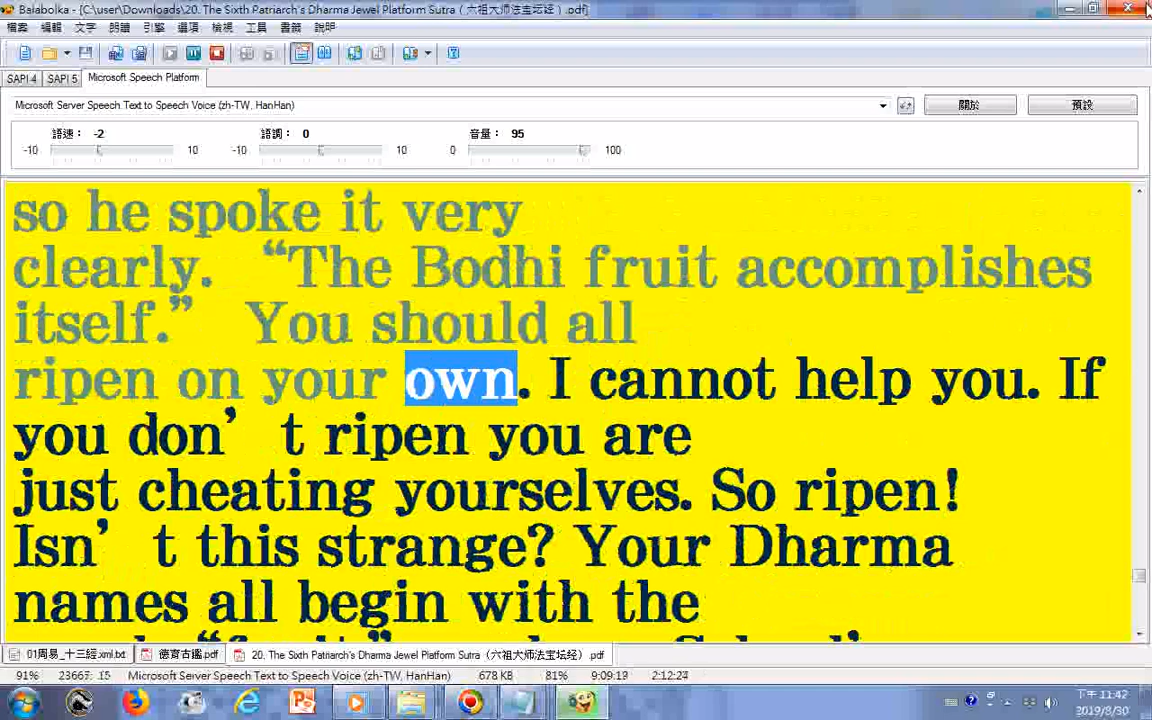 Balabolka - [C:\user\Downloads\20. The Sixth Patriarch's Dharma Jewel Platform Sutra（六祖大师法宝坛经）.pdf]
檔案 編輯 文字 朗讀 引擎 選項 檢視 工具 書籤 說明
SAPI 4 SAPI 5 Microsoft Speech Platform
Microsoft Server Speech Text to Speech Voice (zh-TW, HanHan) 關於 預設
語速： -2 語調： 0 音量： 95
-10 10 -10 10 0 100
so he spoke it very
clearly. “The Bodhi fruit accomplishes
itself.” You should all
ripen on your own. I cannot help you. If
you don’t ripen you are
just cheating yourselves. So ripen!
Isn’t this strange? Your Dharma
names all begin with the
01周易_十三經.xml.txt 德育古鑑.pdf 20. The Sixth Patriarch's Dharma Jewel Platform Sutra（六祖大师法宝坛经）.pdf
91% 23667: 15 Microsoft Server Speech Text to Speech Voice (zh-TW, HanHan) 678 KB 81% 9:09:13 2:12:24
下午 11:42
2019/8/30